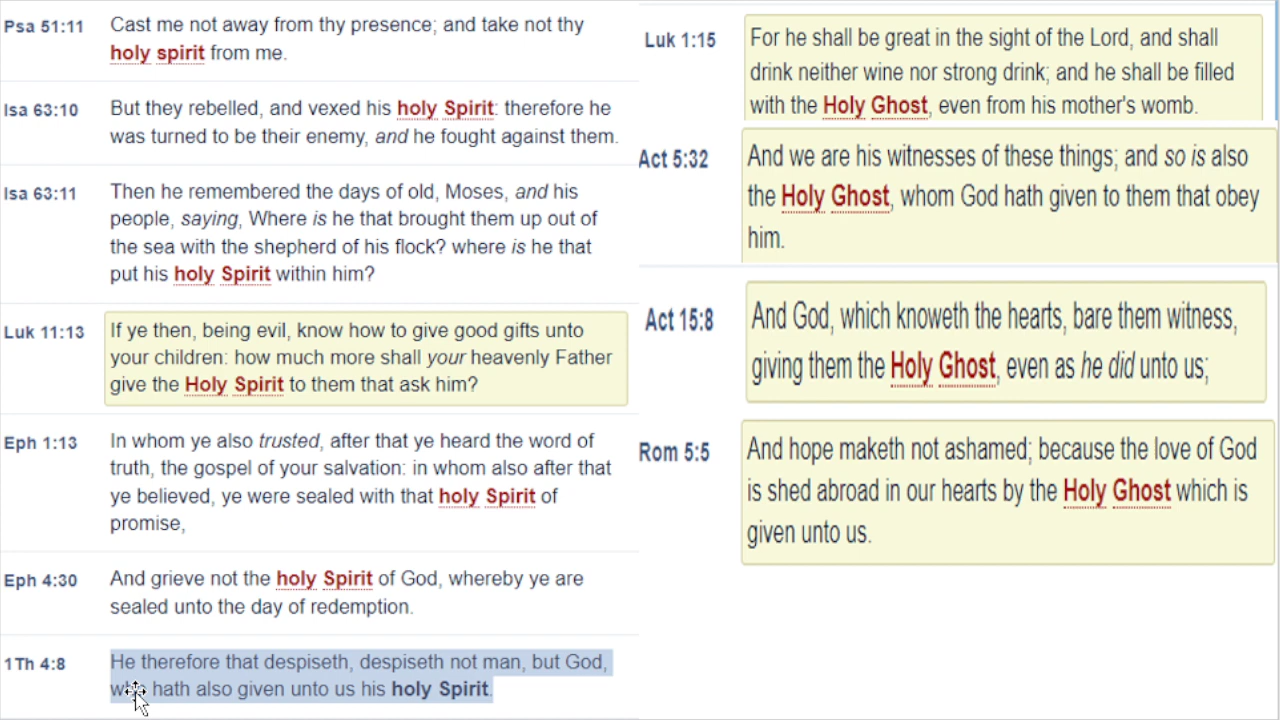 Psa 51:11
Cast me not away from thy presence; and take not thy
holy spirit from me.
Isa 63:10
But they rebelled, and vexed his holy Spirit: therefore he
was turned to be their enemy, and he fought against them.
Isa 63:11
Then he remembered the days of old, Moses, and his
people, saying, Where is he that brought them up out of
the sea with the shepherd of his flock? where is he that
put his holy Spirit within him?
Luk 11:13
If ye then, being evil, know how to give good gifts unto
your children: how much more shall your heavenly Father
give the Holy Spirit to them that ask him?
Eph 1:13
In whom ye also trusted, after that ye heard the word of
truth, the gospel of your salvation: in whom also after that
ye believed, ye were sealed with that holy Spirit of
promise,
Eph 4:30
And grieve not the holy Spirit of God, whereby ye are
sealed unto the day of redemption.
1Th 4:8
He therefore that despiseth, despiseth not man, but God,
who hath also given unto us his holy Spirit.
Luk 1:15
For he shall be great in the sight of the Lord, and shall
drink neither wine nor strong drink; and he shall be filled
with the Holy Ghost, even from his mother's womb.
Act 5:32
And we are his witnesses of these things; and so is also
the Holy Ghost, whom God hath given to them that obey
him.
Act 15:8
And God, which knoweth the hearts, bare them witness,
giving them the Holy Ghost, even as he did unto us;
Rom 5:5
And hope maketh not ashamed; because the love of God
is shed abroad in our hearts by the Holy Ghost which is
given unto us.